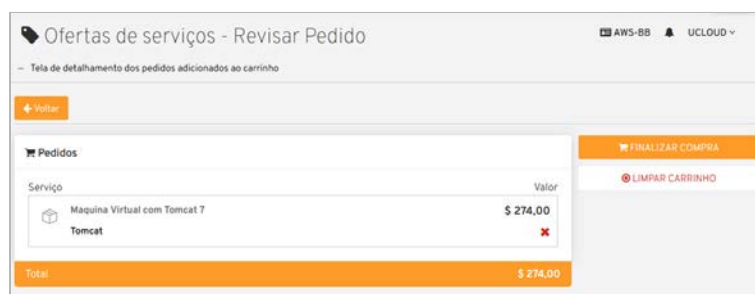 Ofertas de serviços - Revisar Pedido
AWS-BB UCLOUD
– Tela de detalhamento dos pedidos adicionados ao carrinho
Voltar
Pedidos
FINALIZAR COMPRA
LIMPAR CARRINHO
Serviço Valor
Maquina Virtual com Tomcat 7 $ 274,00
Tomcat
Total $ 274,00